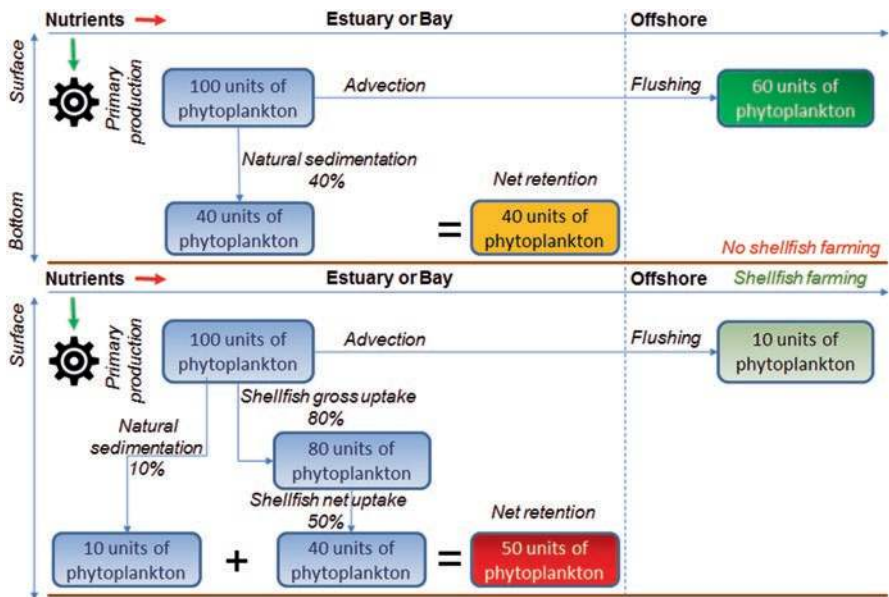 Nutrients
Estuary or Bay
Offshore
Surface
Primary
production
100 units of
phytoplankton
Advection
Flushing
60 units of
phytoplankton
Natural sedimentation
40%
Bottom
40 units of
phytoplankton
=
Net retention
40 units of
phytoplankton
No shellfish farming
Nutrients
Estuary or Bay
Offshore
Shellfish farming
Surface
Primary
production
100 units of
phytoplankton
Advection
Flushing
10 units of
phytoplankton
Natural
sedimentation
10%
Shellfish gross uptake
80%
80 units of
phytoplankton
Shellfish net uptake
50%
10 units of
phytoplankton
+
40 units of
phytoplankton
=
Net retention
50 units of
phytoplankton